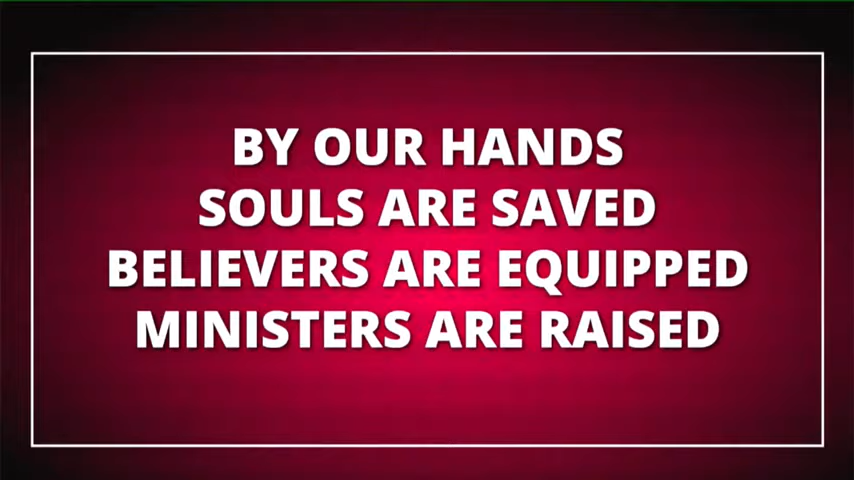 BY OUR HANDS
SOULS ARE SAVED
BELIEVERS ARE EQUIPPED
MINISTERS ARE RAISED